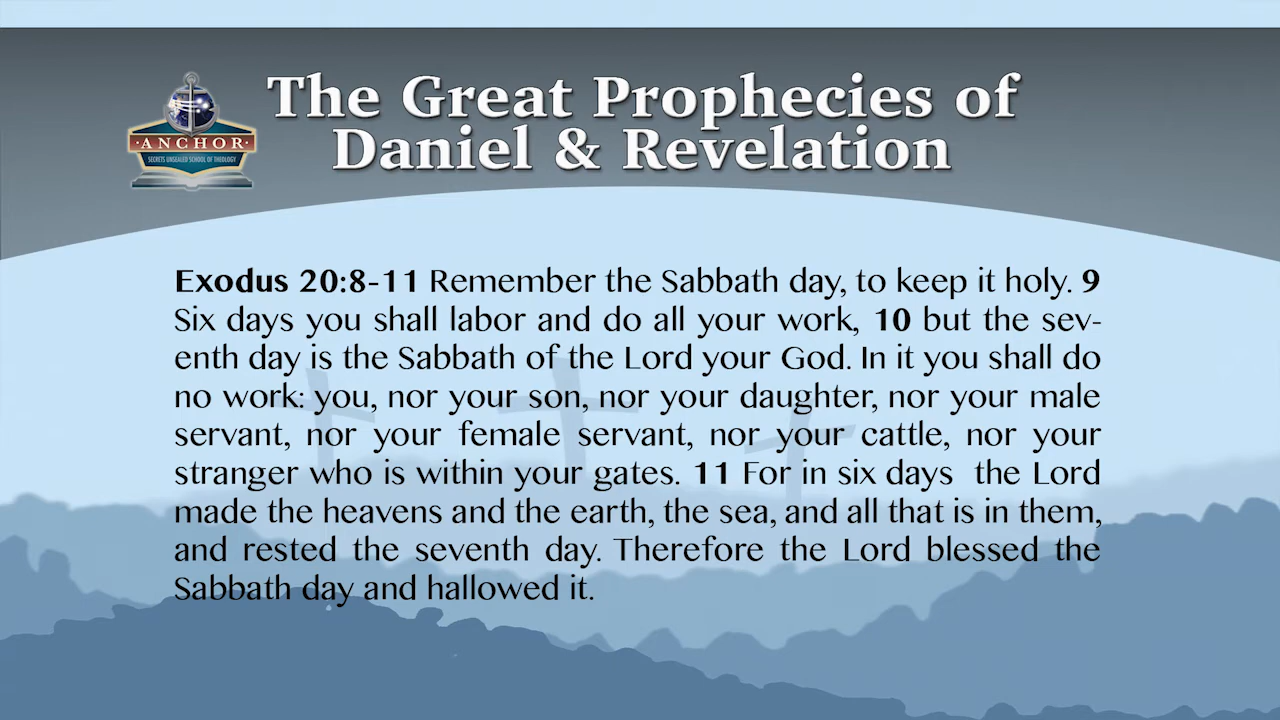 The Great Prophecies of
Daniel & Revelation
·ANCHOR·
SECRETS UNSEALED SCHOOL OF THEOLOGY
Exodus 20:8-11 Remember the Sabbath day, to keep it holy. 9
Six days you shall labor and do all your work, 10 but the sev-
enth day is the Sabbath of the Lord your God. In it you shall do
no work: you, nor your son, nor your daughter, nor your male
servant, nor your female servant, nor your cattle, nor your
stranger who is within your gates. 11 For in six days  the Lord
made the heavens and the earth, the sea, and all that is in them,
and rested the seventh day. Therefore the Lord blessed the
Sabbath day and hallowed it.